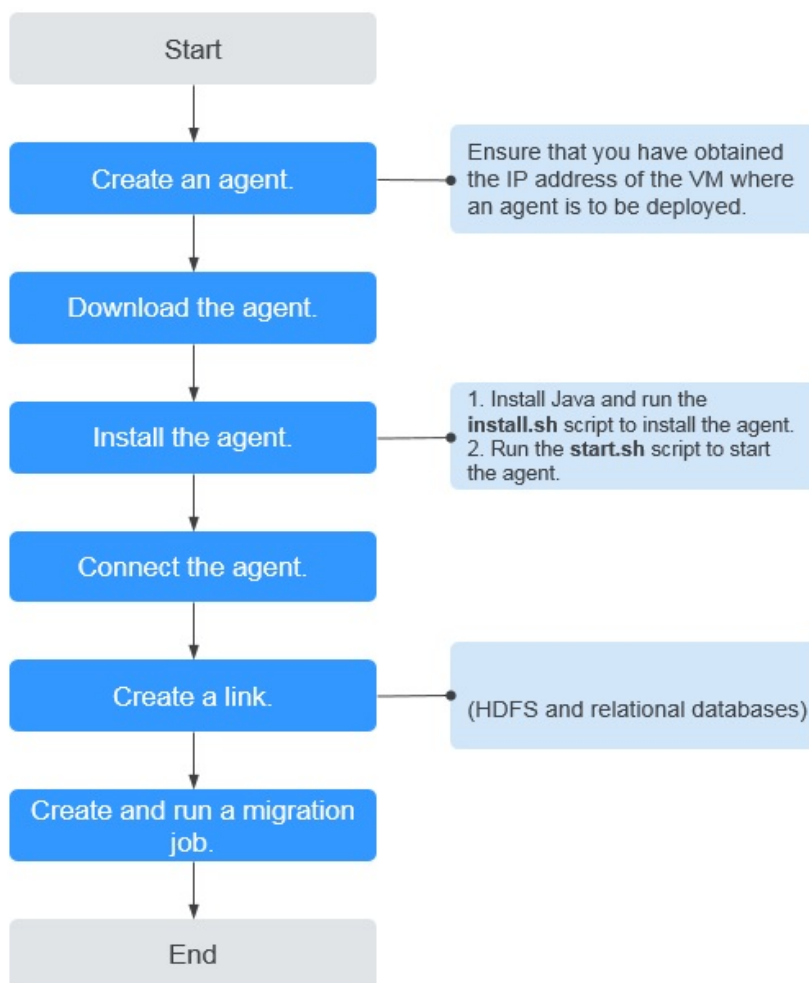 Start
Create an agent.
Ensure that you have obtained
the IP address of the VM where
an agent is to be deployed.
Download the agent.
Install the agent.
1. Install Java and run the
install.sh script to install the agent.
2. Run the start.sh script to start
the agent.
Connect the agent.
Create a link.
(HDFS and relational databases)
Create and run a migration
job.
End